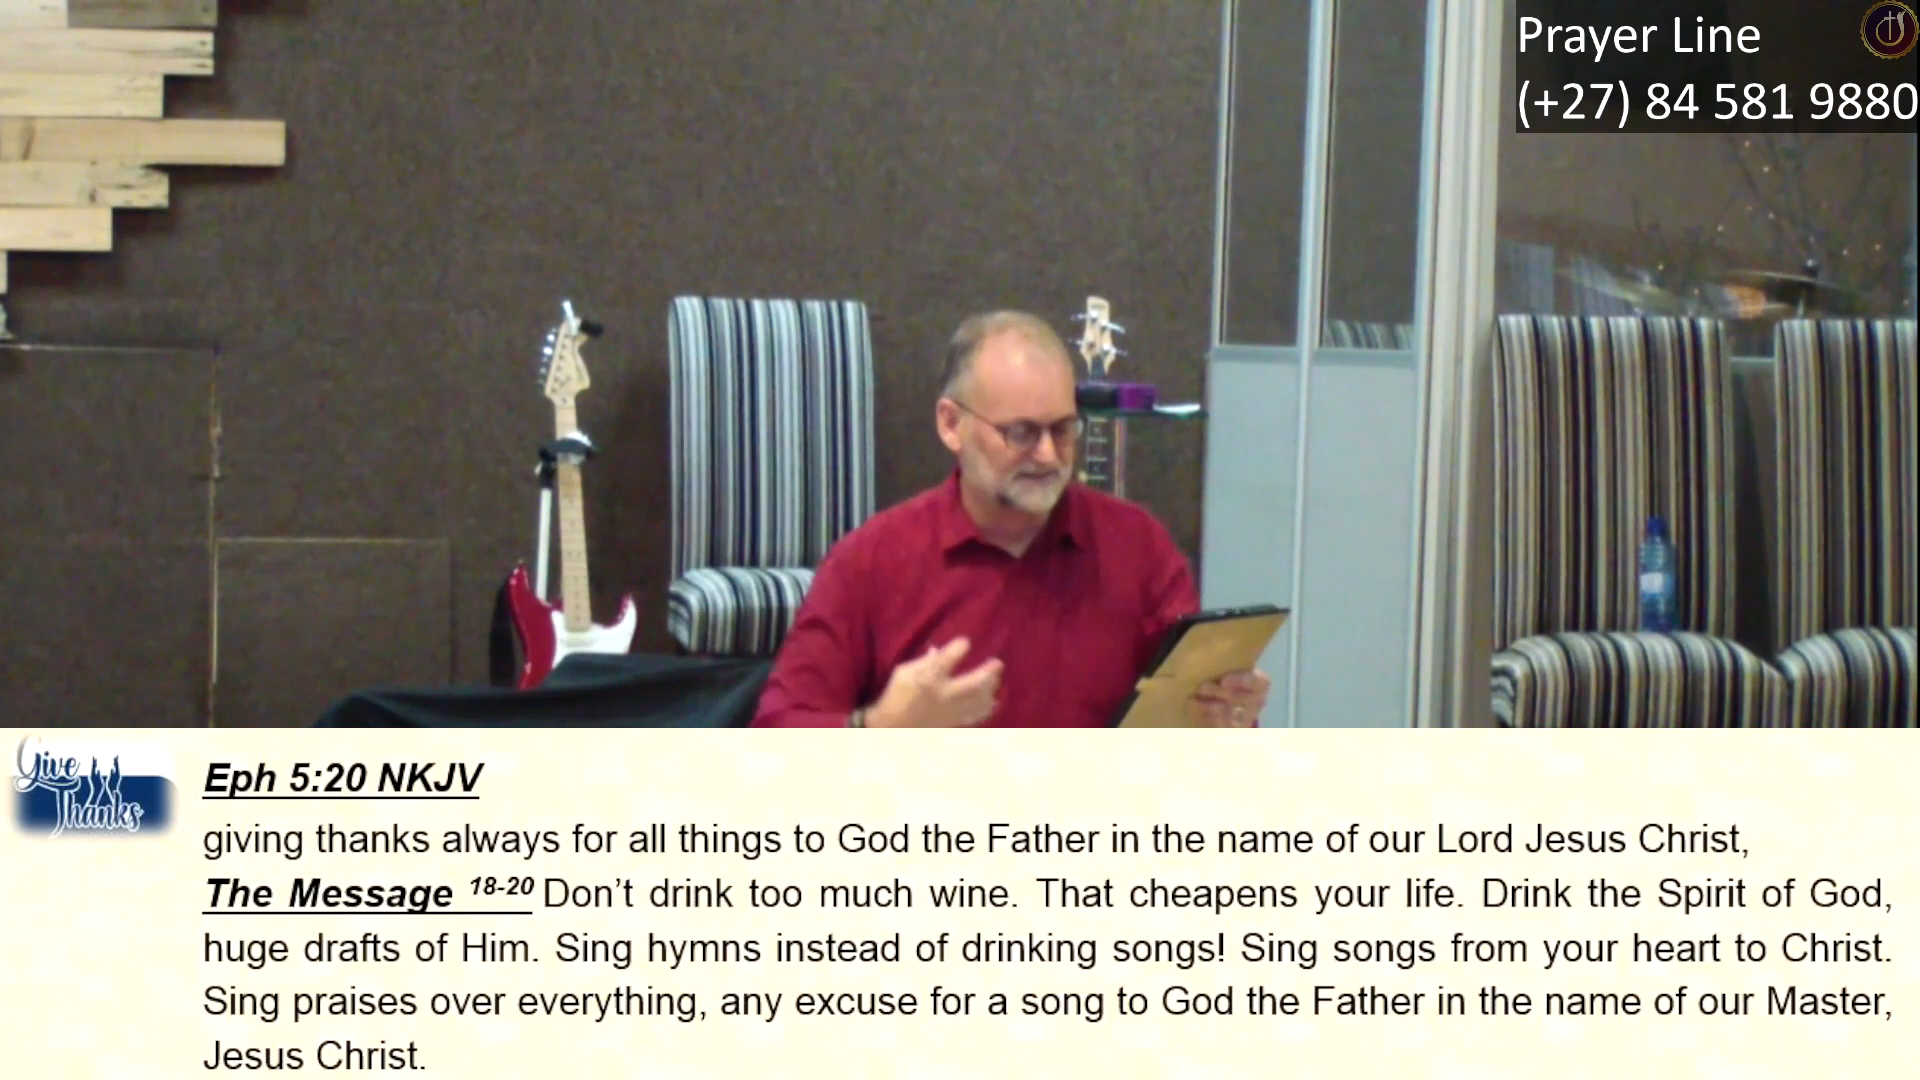 Prayer Line
(+27) 84 581 9880
Give
Thanks
Eph 5:20 NKJV
giving thanks always for all things to God the Father in the name of our Lord Jesus Christ,
The Message 18-20 Don’t drink too much wine. That cheapens your life. Drink the Spirit of God,
huge drafts of Him. Sing hymns instead of drinking songs! Sing songs from your heart to Christ.
Sing praises over everything, any excuse for a song to God the Father in the name of our Master,
Jesus Christ.